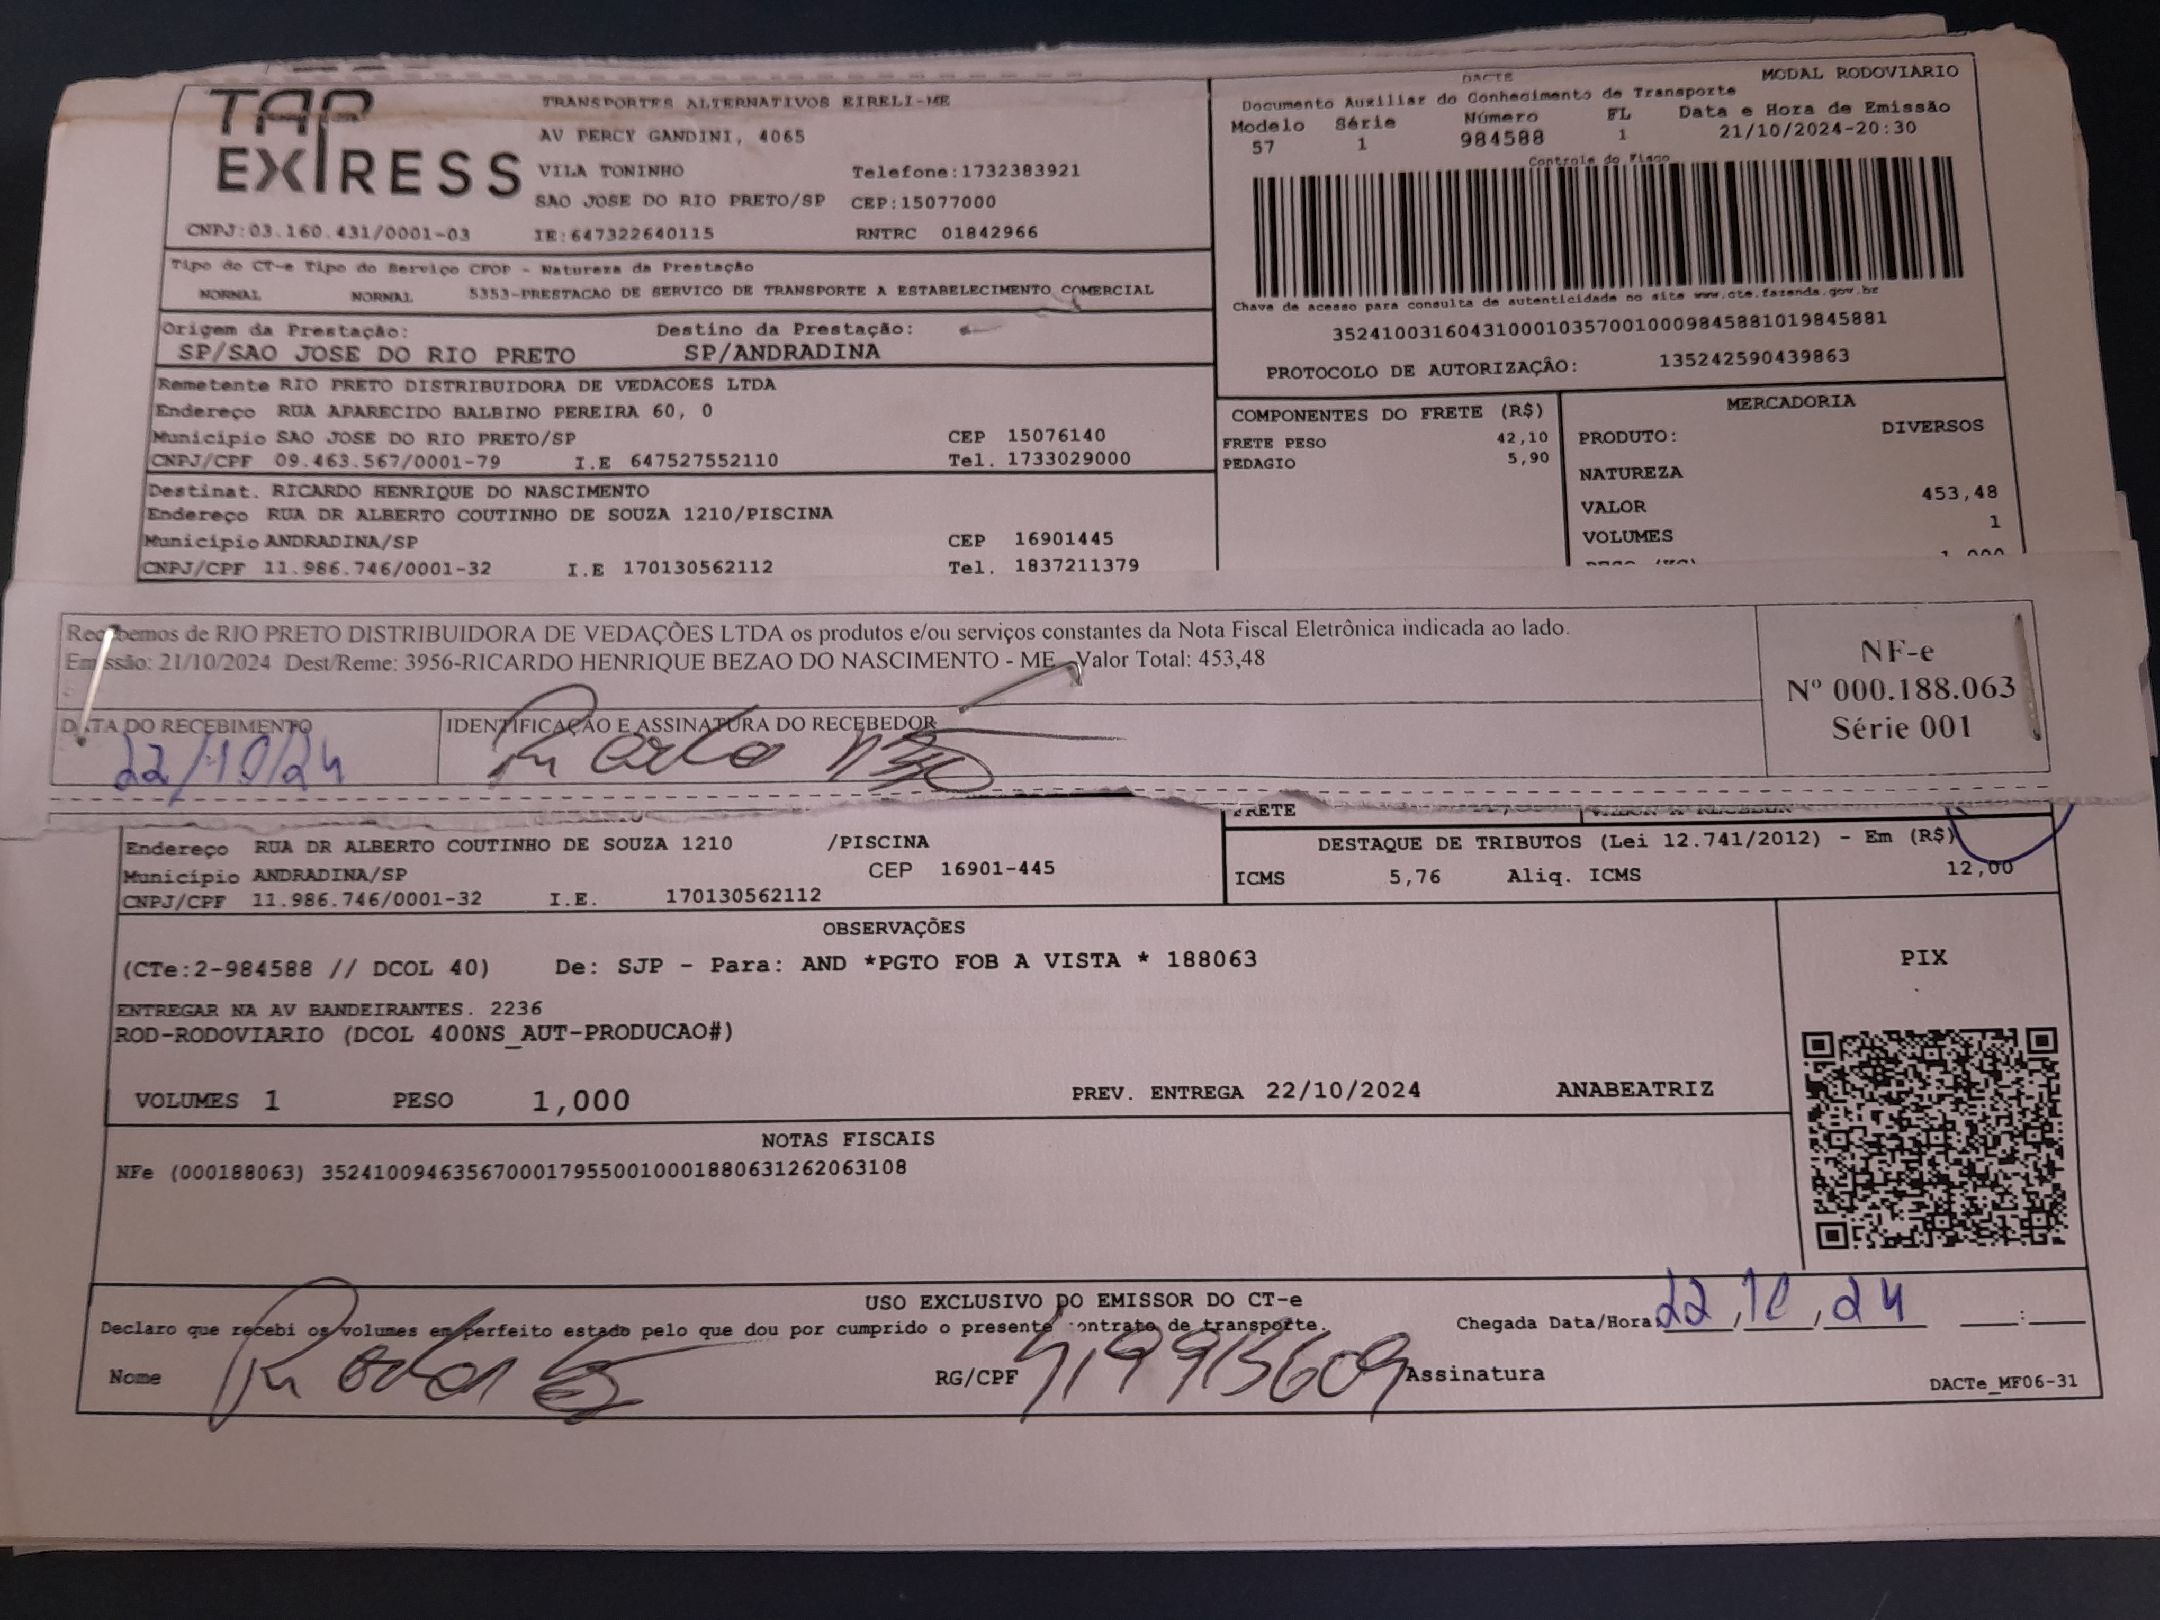 TAP EXPRESS
TRANSPORTES ALTERNATIVOS EIRELI-ME
AV PERCY GANDINI, 4065
VILA TONINHO Telefone:1732383921
SAO JOSE DO RIO PRETO/SP CEP:15077000
CNPJ:03.160.431/0001-03 IE:647322640115 RNTRC 01842966
DACTE MODAL RODOVIARIO
Documento Auxiliar do Conhecimento de Transporte
Modelo Série Número FL Data e Hora de Emissão
57 1 984588 1 21/10/2024-20:30
Controle do Fisco
Chave de acesso para consulta de autenticidade no site www.cte.fazenda.gov.br
35241003160431000103570010009845881019845881
PROTOCOLO DE AUTORIZAÇÃO: 135242590439863
Tipo do CT-e Tipo do Serviço CFOP - Natureza da Prestação
NORMAL NORMAL 5353-PRESTACAO DE SERVICO DE TRANSPORTE A ESTABELECIMENTO COMERCIAL
Origem da Prestação: Destino da Prestação:
SP/SAO JOSE DO RIO PRETO SP/ANDRADINA
Remetente RIO PRETO DISTRIBUIDORA DE VEDACOES LTDA
Endereço RUA APARECIDO BALBINO PEREIRA 60, 0
Município SAO JOSE DO RIO PRETO/SP CEP 15076140
CNPJ/CPF 09.463.567/0001-79 I.E 647527552110 Tel. 1733029000
Destinat. RICARDO HENRIQUE DO NASCIMENTO
Endereço RUA DR ALBERTO COUTINHO DE SOUZA 1210/PISCINA
Município ANDRADINA/SP CEP 16901445
CNPJ/CPF 11.986.746/0001-32 I.E 170130562112 Tel. 1837211379
COMPONENTES DO FRETE (R$)
FRETE PESO 42,10
PEDAGIO 5,90
MERCADORIA
PRODUTO: DIVERSOS
NATUREZA
VALOR 453,48
VOLUMES 1
Recebemos de RIO PRETO DISTRIBUIDORA DE VEDAÇÕES LTDA os produtos e/ou serviços constantes da Nota Fiscal Eletrônica indicada ao lado.
Emissão: 21/10/2024 Dest/Reme: 3956-RICARDO HENRIQUE BEZAO DO NASCIMENTO - ME Valor Total: 453,48
DATA DO RECEBIMENTO IDENTIFICAÇÃO E ASSINATURA DO RECEBEDOR
22/10/24
NF-e
Nº 000.188.063
Série 001
FRETE
Endereço RUA DR ALBERTO COUTINHO DE SOUZA 1210 /PISCINA
Município ANDRADINA/SP CEP 16901-445
CNPJ/CPF 11.986.746/0001-32 I.E. 170130562112
DESTAQUE DE TRIBUTOS (Lei 12.741/2012) - Em (R$)
ICMS 5,76 Aliq. ICMS 12,00
OBSERVAÇÕES
(CTe:2-984588 // DCOL 40) De: SJP - Para: AND *PGTO FOB A VISTA * 188063
ENTREGAR NA AV BANDEIRANTES. 2236
ROD-RODOVIARIO (DCOL 400NS_AUT-PRODUCAO#)
VOLUMES 1 PESO 1,000 PREV. ENTREGA 22/10/2024 ANABEATRIZ
PIX
NOTAS FISCAIS
NFe (000188063) 35241009463567000179550010001880631262063108
USO EXCLUSIVO DO EMISSOR DO CT-e
Declaro que recebi os volumes em perfeito estado pelo que dou por cumprido o presente contrato de transporte.
Chegada Data/Hora: 22,10,24 :
Nome RG/CPF Assinatura
DACTe_MF06-31